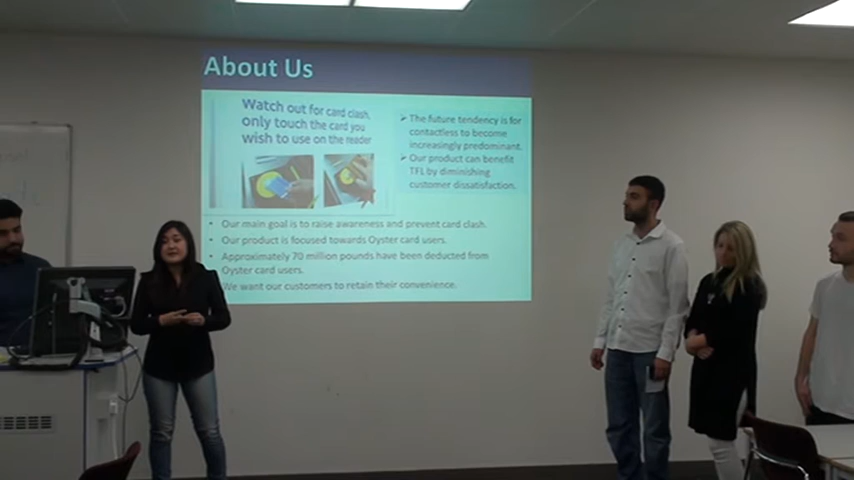 About Us
Watch out for card clash,
only touch the card you
wish to use on the reader
➢ The future tendency is for
contactless to become
increasingly predominant.
➢ Our product can benefit
TFL by diminishing
customer dissatisfaction.
• Our main goal is to raise awareness and prevent card clash.
• Our product is focused towards Oyster card users.
• Approximately 70 million pounds have been deducted from
Oyster card users.
We want our customers to retain their convenience.